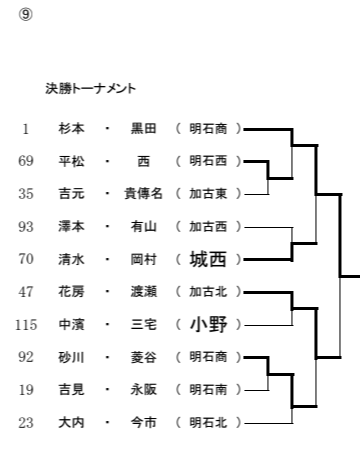 ⑨
決勝トーナメント
1 杉本 ・ 黒田 ( 明石商 )
69 平松 ・ 西 ( 明石西 )
35 吉元 ・ 貴傳名 ( 加古東 )
93 澤本 ・ 有山 ( 加古西 )
70 清水 ・ 岡村 ( 城西 )
47 花房 ・ 渡瀬 ( 加古北 )
115 中濱 ・ 三宅 ( 小野 )
92 砂川 ・ 菱谷 ( 明石商 )
19 吉見 ・ 永阪 ( 明石南 )
23 大内 ・ 今市 ( 明石北 )